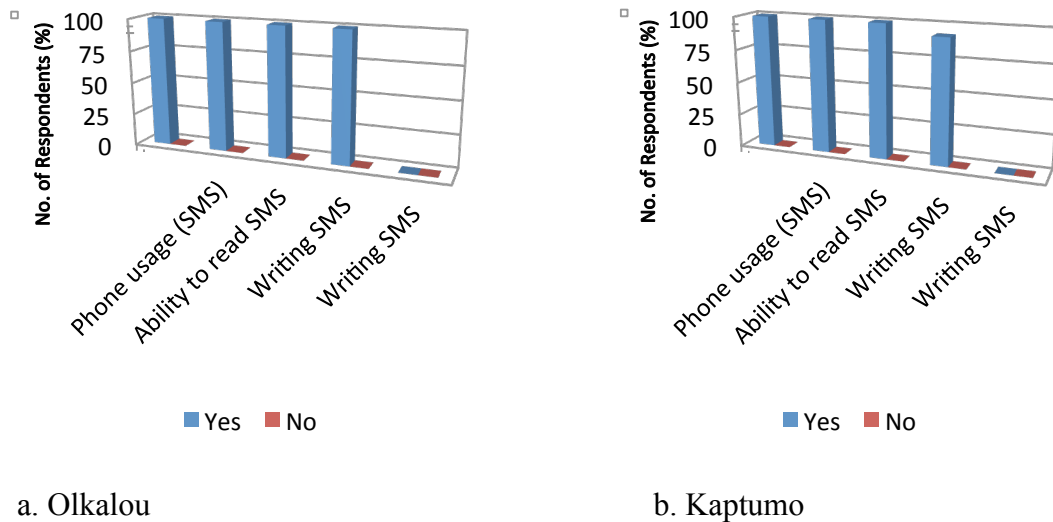 No. of Respondents (%)
100
75
50
25
0
Phone usage (SMS)
Ability to read SMS
Writing SMS
Writing SMS
Yes No
a. Olkalou
No. of Respondents (%)
100
75
50
25
0
Phone usage (SMS)
Ability to read SMS
Writing SMS
Writing SMS
Yes No
b. Kaptumo